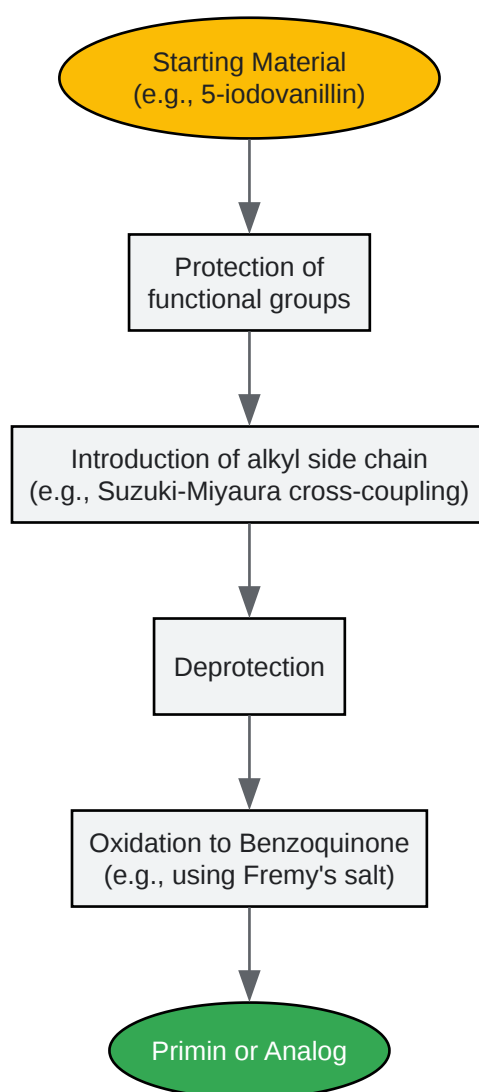 Starting Material
(e.g., 5-iodovanillin)
Protection of
functional groups
Introduction of alkyl side chain
(e.g., Suzuki-Miyaura cross-coupling)
Deprotection
Oxidation to Benzoquinone
(e.g., using Fremy's salt)
Primin or Analog